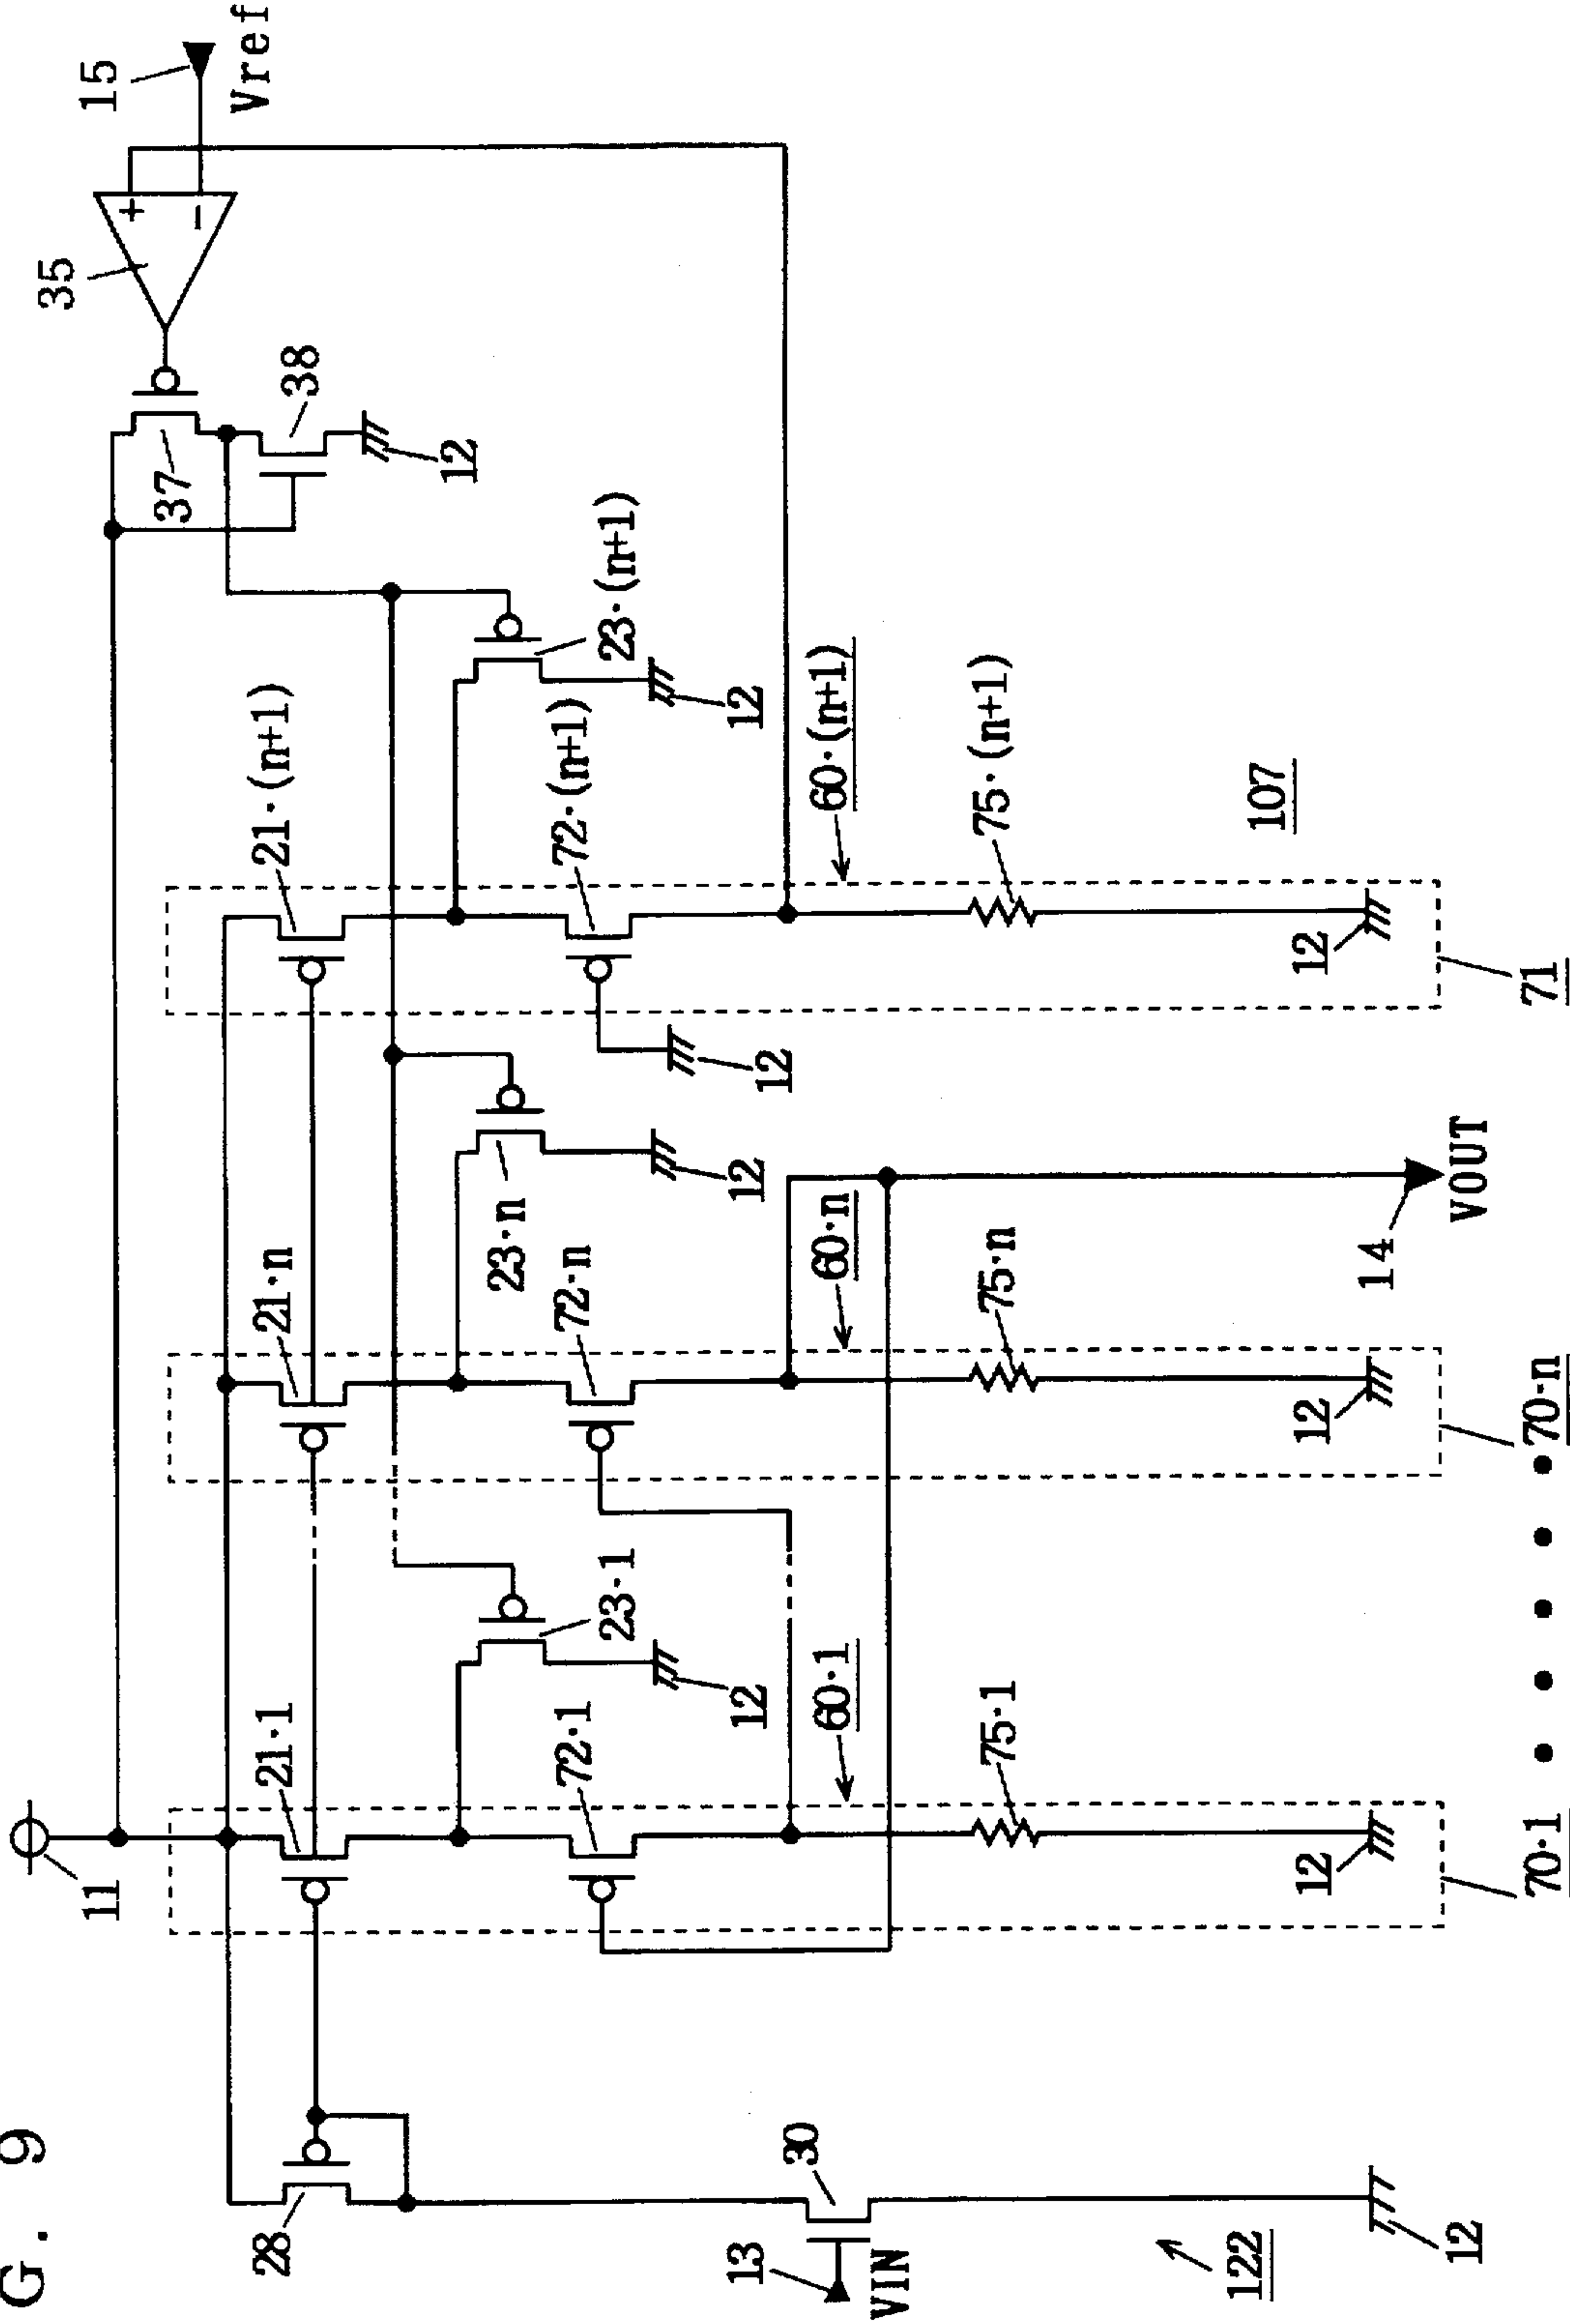 G. 9
11
15
Vref
35
37
38
12
28
21·1
21·n
21·(n+1)
23·1
23·n
23·(n+1)
12
12
12
72·1
72·n
72·(n+1)
12
60·1
60·n
60·(n+1)
13
VIN
30
75·1
75·n
75·(n+1)
122
107
12
12
12
12
14
VOUT
70·1
70·n
71
+
-